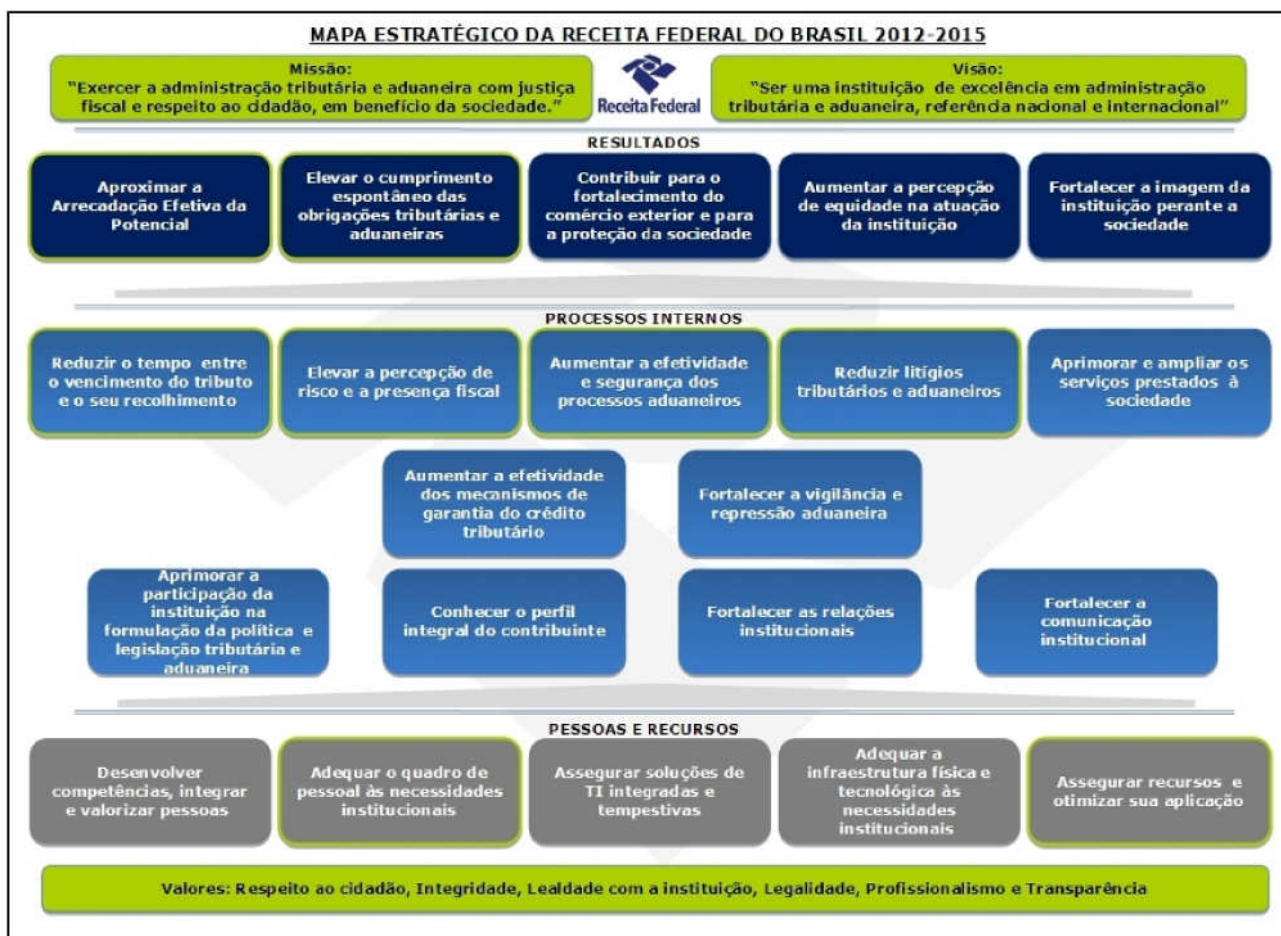 MAPA ESTRATÉGICO DA RECEITA FEDERAL DO BRASIL 2012-2015
Missão:
“Exercer a administração tributária e aduaneira com justiça
fiscal e respeito ao cidadão, em benefício da sociedade.”
Receita Federal
Visão:
“Ser uma instituição de excelência em administração
tributária e aduaneira, referência nacional e internacional”
RESULTADOS
Aproximar a
Arrecadação Efetiva da
Potencial
Elevar o cumprimento
espontâneo das
obrigações tributárias e
aduaneiras
Contribuir para o
fortalecimento do
comércio exterior e para
a proteção da sociedade
Aumentar a percepção
de equidade na atuação
da instituição
Fortalecer a imagem da
instituição perante a
sociedade
PROCESSOS INTERNOS
Reduzir o tempo entre
o vencimento do tributo
e o seu recolhimento
Elevar a percepção de
risco e a presença fiscal
Aumentar a efetividade
e segurança dos
processos aduaneiros
Reduzir litígios
tributários e aduaneiros
Aprimorar e ampliar os
serviços prestados à
sociedade
Aumentar a efetividade
dos mecanismos de
garantia do crédito
tributário
Fortalecer a vigilância e
repressão aduaneira
Aprimorar a
participação da
instituição na
formulação da política e
legislação tributária e
aduaneira
Conhecer o perfil
integral do contribuinte
Fortalecer as relações
institucionais
Fortalecer a
comunicação
institucional
PESSOAS E RECURSOS
Desenvolver
competências, integrar
e valorizar pessoas
Adequar o quadro de
pessoal às necessidades
institucionais
Assegurar soluções de
TI integradas e
tempestivas
Adequar a
infraestrutura física e
tecnológica às
necessidades
institucionais
Assegurar recursos e
otimizar sua aplicação
Valores: Respeito ao cidadão, Integridade, Lealdade com a instituição, Legalidade, Profissionalismo e Transparência